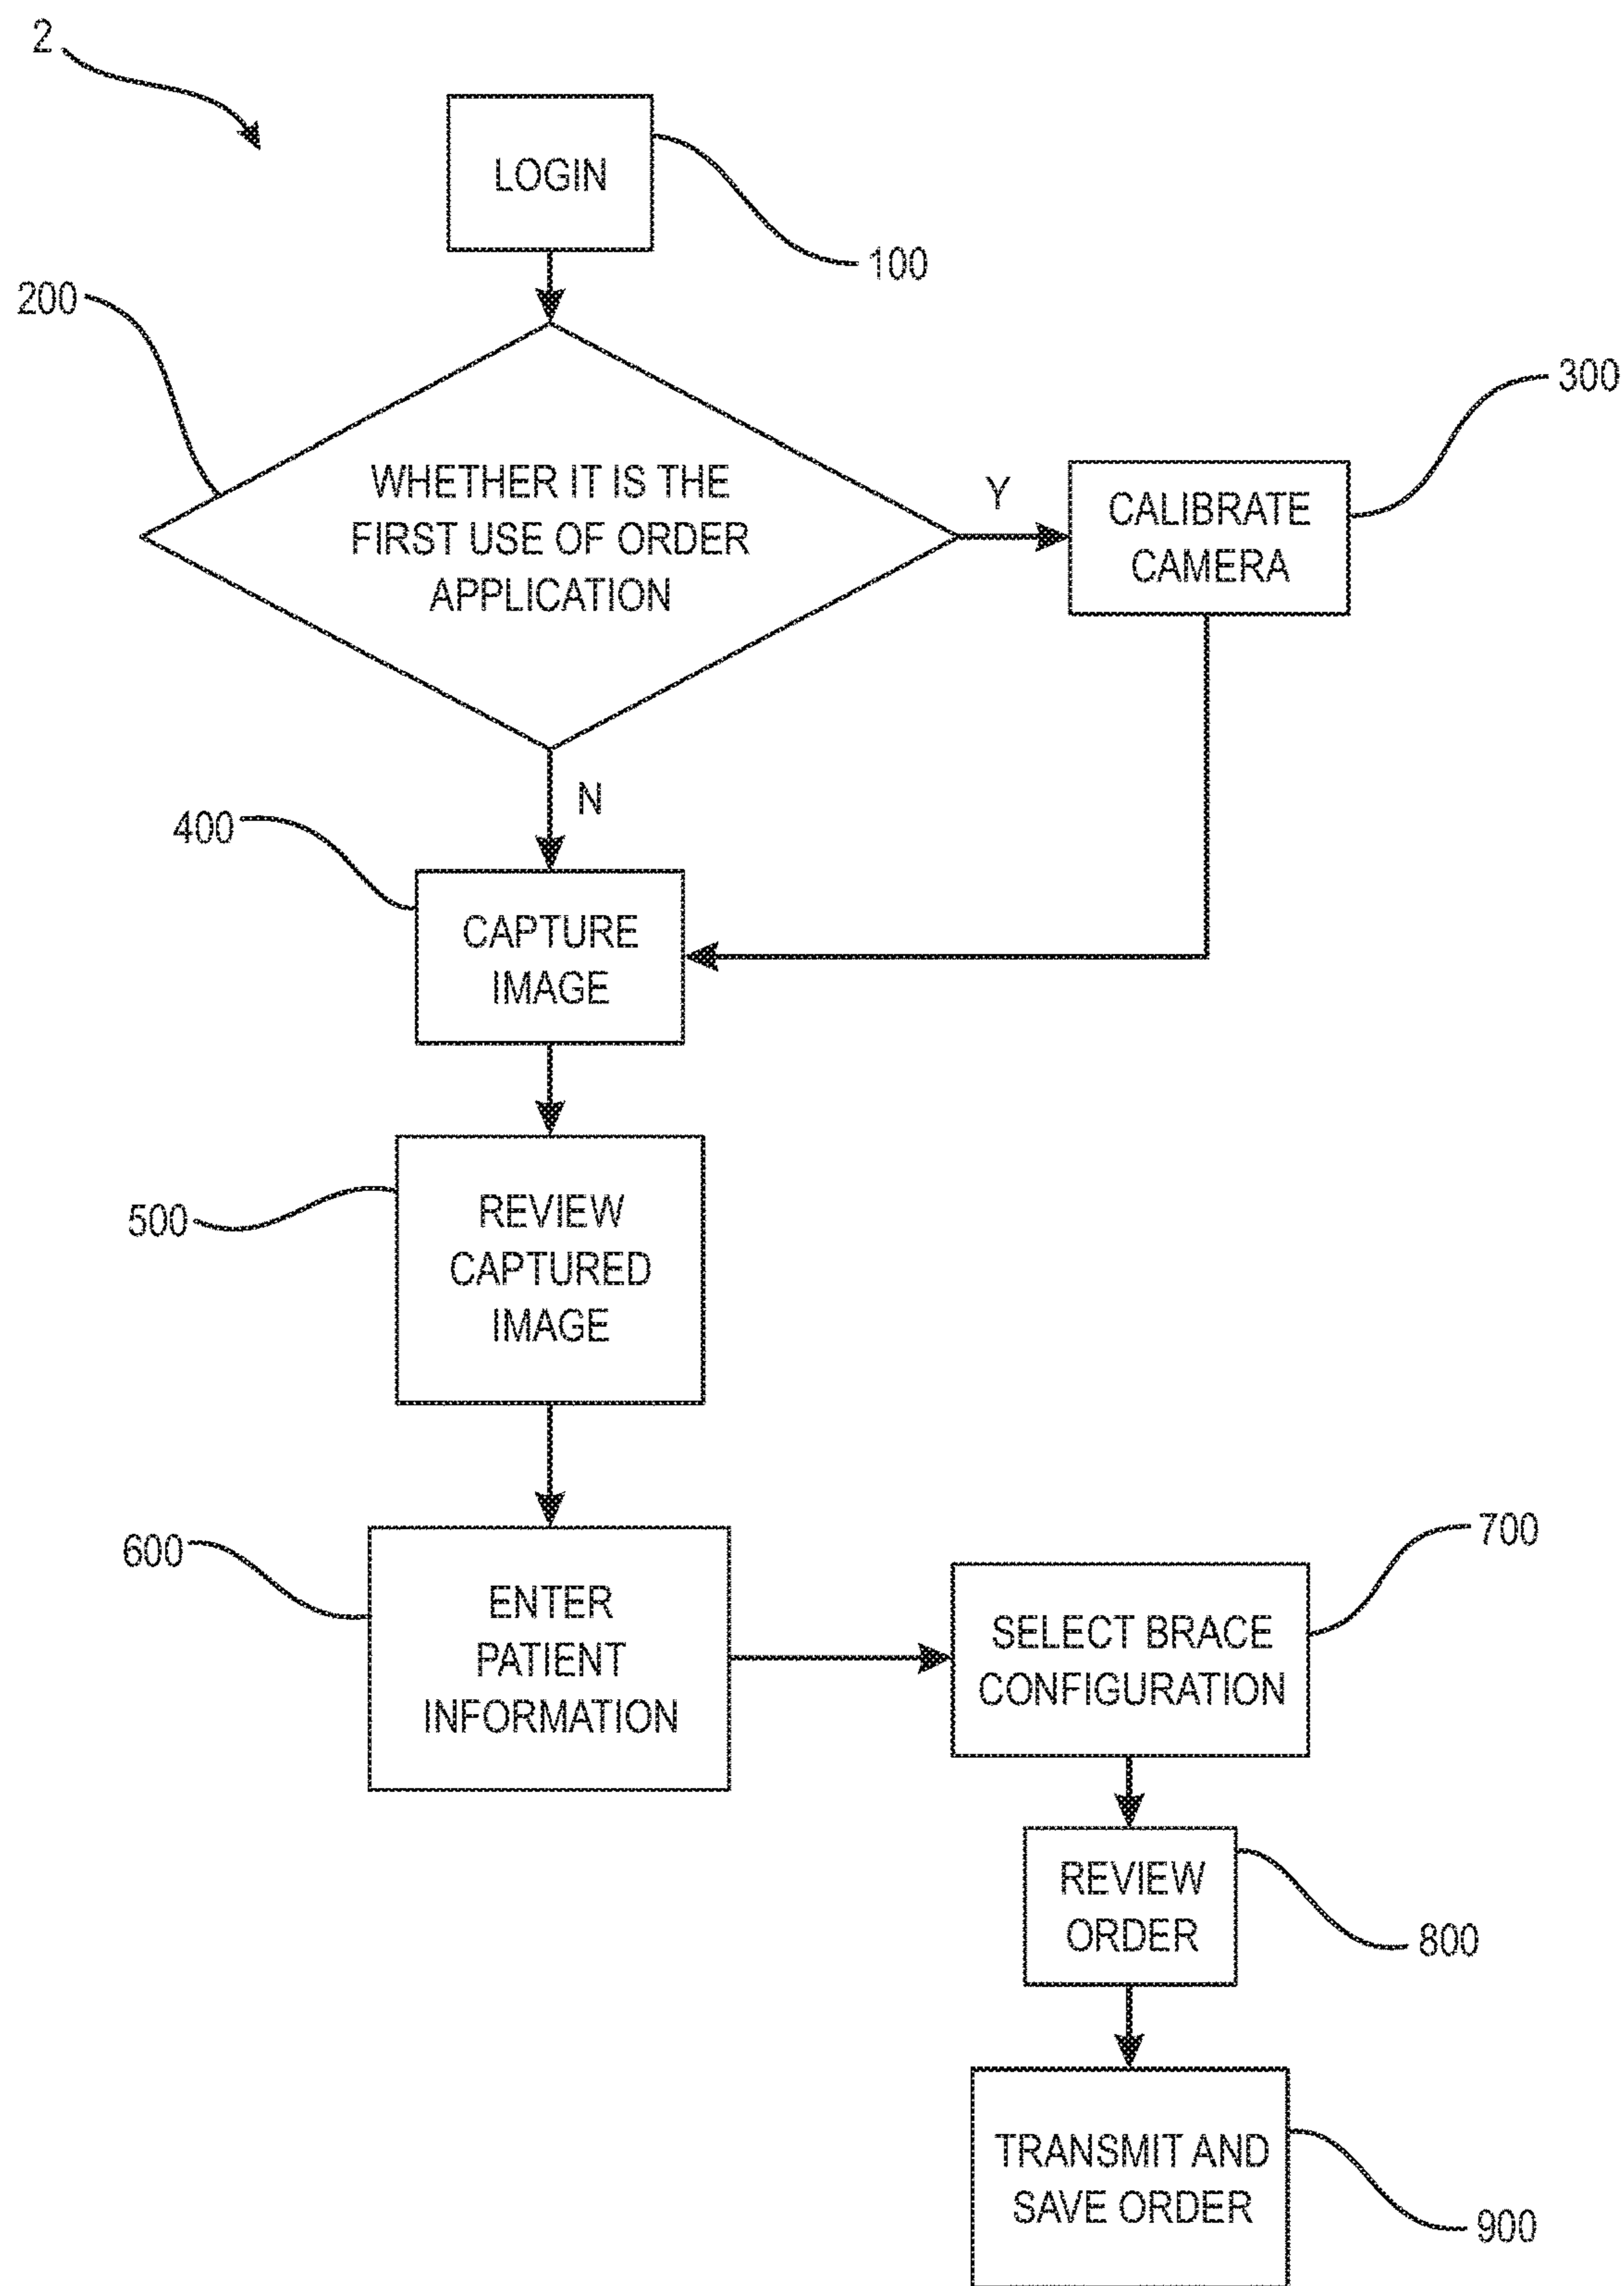 2
LOGIN
100
200
WHETHER IT IS THE
FIRST USE OF ORDER
APPLICATION
Y
300
CALIBRATE
CAMERA
N
400
CAPTURE
IMAGE
500
REVIEW
CAPTURED
IMAGE
600
ENTER
PATIENT
INFORMATION
700
SELECT BRACE
CONFIGURATION
REVIEW
ORDER
800
TRANSMIT AND
SAVE ORDER
900